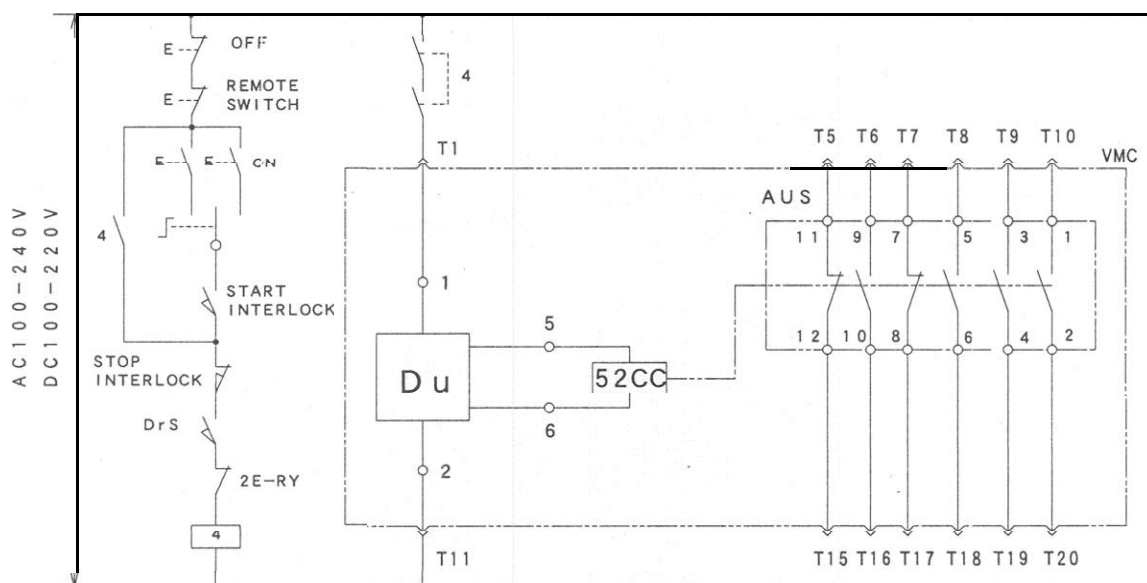 AC100-240V
DC100-220V
E OFF
E REMOTE
SWITCH
E E ON
4
START
INTERLOCK
STOP
INTERLOCK
DrS
2E-RY
4
4
T1
1
Du
5
6
2
T11
52CC
VMC
T5 T6 T7 T8 T9 T10
AUS
11 9 7 5 3 1
12 10 8 6 4 2
T15 T16 T17 T18 T19 T20